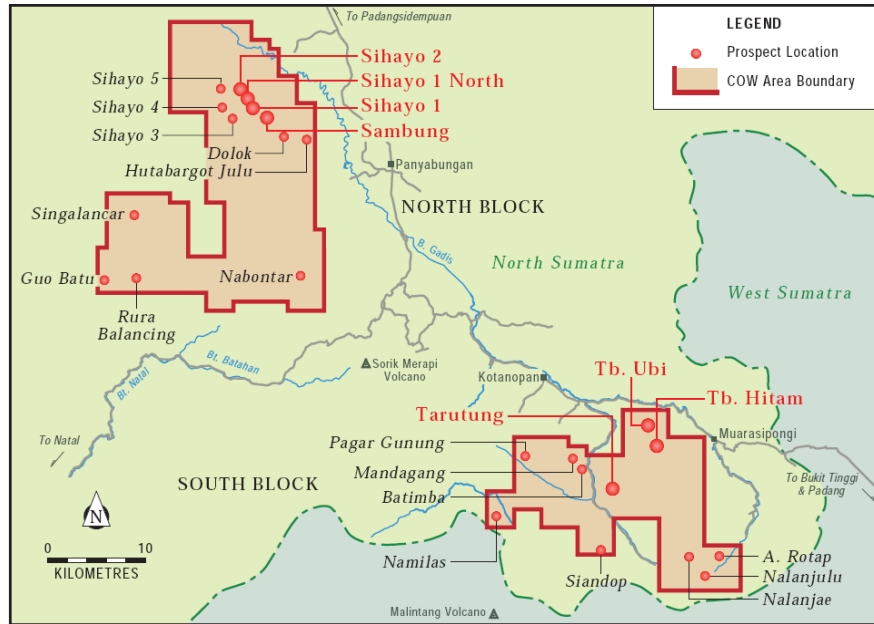 To Padangsidempuan
LEGEND
Prospect Location
COW Area Boundary
Sihayo 2
Sihayo 1 North
Sihayo 1
Sambung
Sihayo 5
Sihayo 4
Sihayo 3
Dolok
Hutabargot Julu
Panyabungan
NORTH BLOCK
Singalancar
B. Gadis
North Sumatra
West Sumatra
Guo Batu
Nabontar
Rura
Balancing
Bt. Natal
Bt. Batahan
Sorik Merapi
Volcano
Kotanopan
Tb. Ubi
Tb. Hitam
Tarutung
Muarasipongi
To Natal
Pagar Gunung
Mandagang
Batimba
To Bukit Tinggi
& Padang
SOUTH BLOCK
N
0 10
KILOMETRES
Namilas
Siandop
A. Rotap
Nalanjulu
Nalanjae
Malintang Volcano